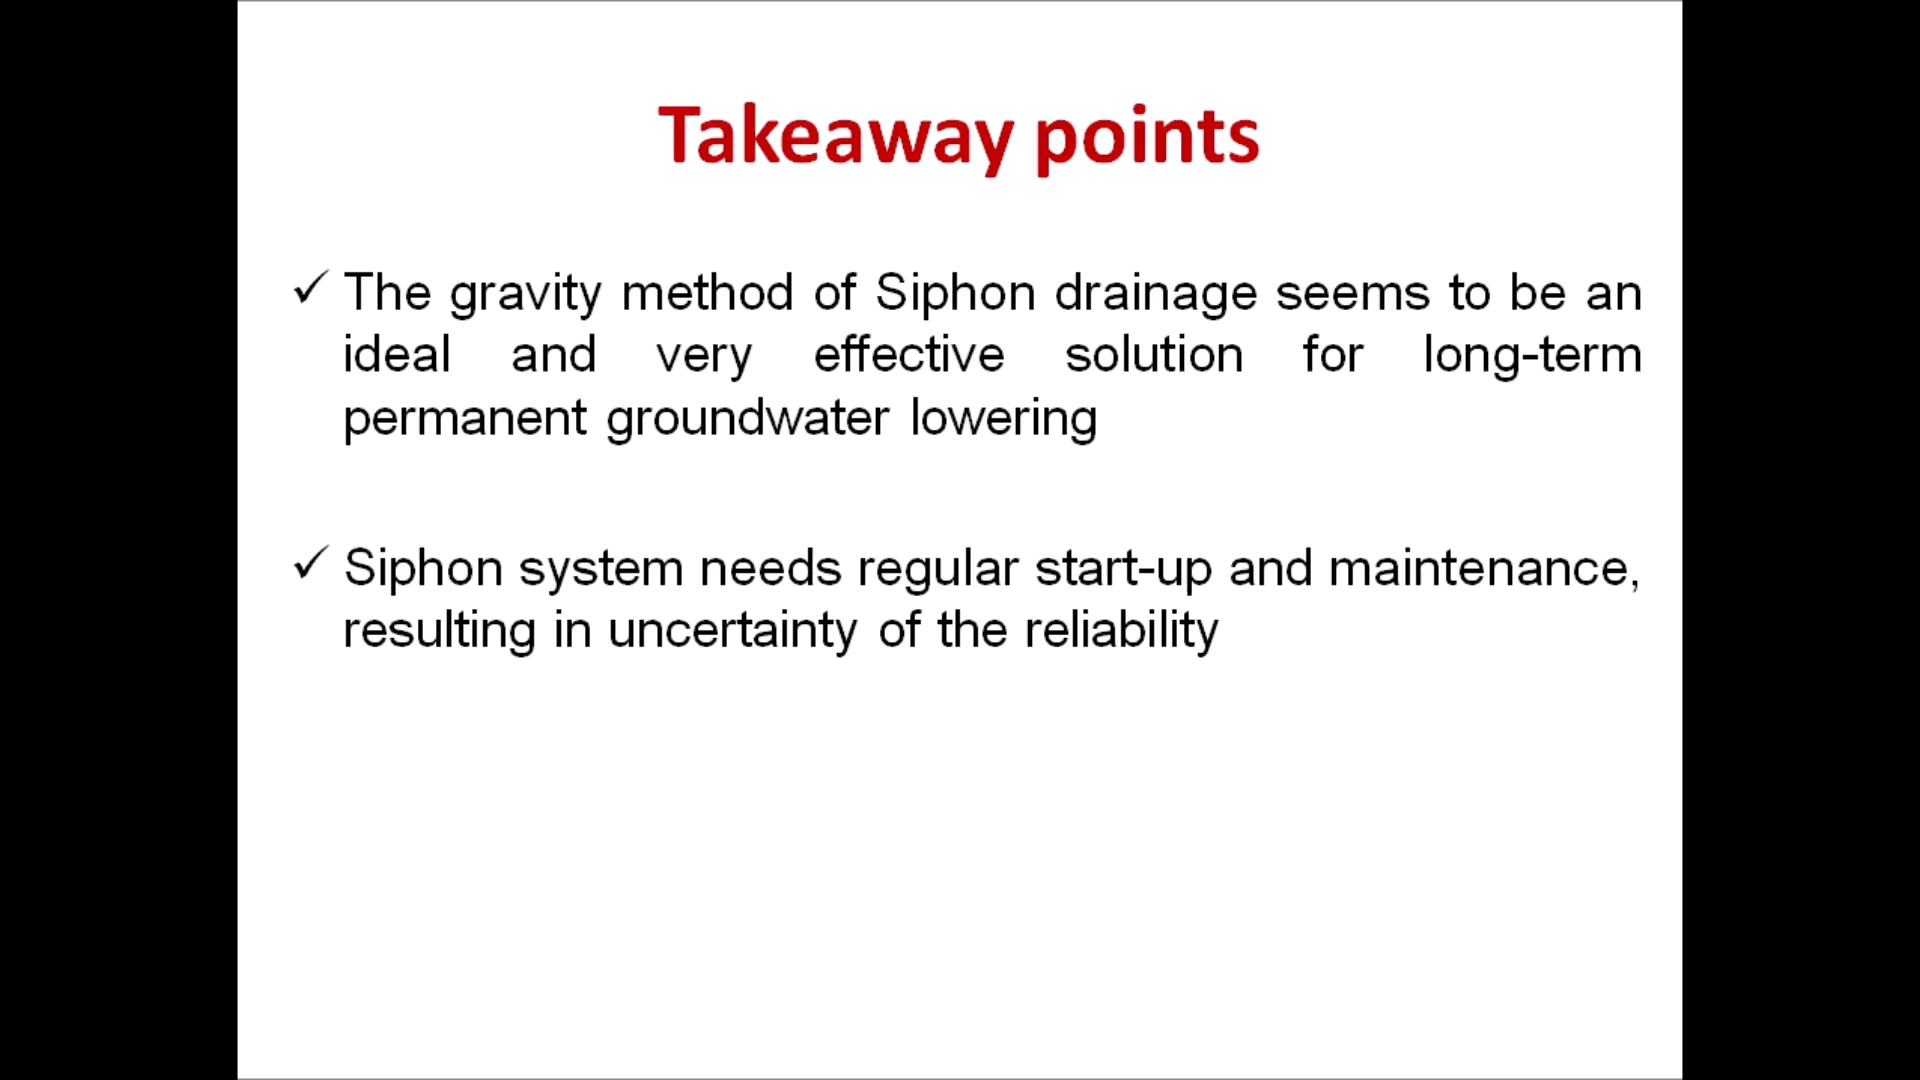 Takeaway points
✓ The gravity method of Siphon drainage seems to be an
ideal and very effective solution for long-term
permanent groundwater lowering
✓ Siphon system needs regular start-up and maintenance,
resulting in uncertainty of the reliability